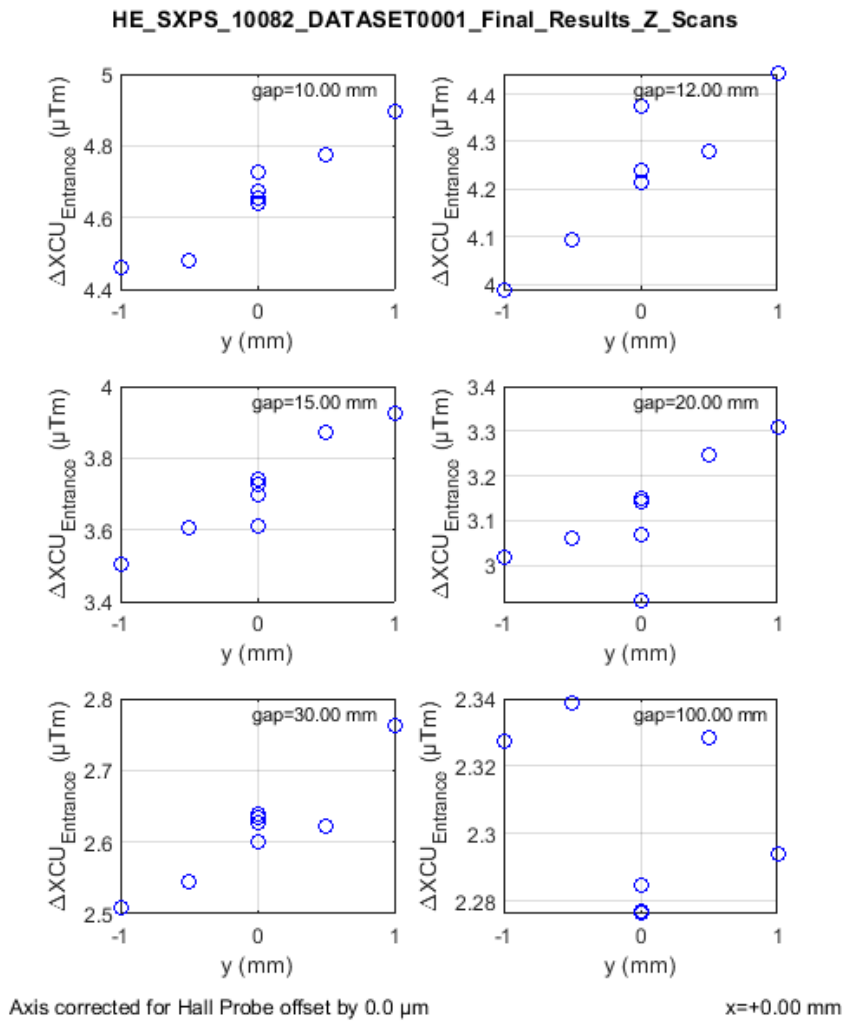 HE_SXPS_10082_DATASET0001_Final_Results_Z_Scans
gap=10.00 mm
ΔXCU_Entrance (µTm)
5
4.8
4.6
4.4
-1 0 1
y (mm)
gap=12.00 mm
ΔXCU_Entrance (µTm)
4.4
4.3
4.2
4.1
4
-1 0 1
y (mm)
gap=15.00 mm
ΔXCU_Entrance (µTm)
4
3.8
3.6
3.4
-1 0 1
y (mm)
gap=20.00 mm
ΔXCU_Entrance (µTm)
3.4
3.3
3.2
3.1
3
-1 0 1
y (mm)
gap=30.00 mm
ΔXCU_Entrance (µTm)
2.8
2.7
2.6
2.5
-1 0 1
y (mm)
gap=100.00 mm
ΔXCU_Entrance (µTm)
2.34
2.32
2.3
2.28
-1 0 1
y (mm)
Axis corrected for Hall Probe offset by 0.0 µm
x=+0.00 mm